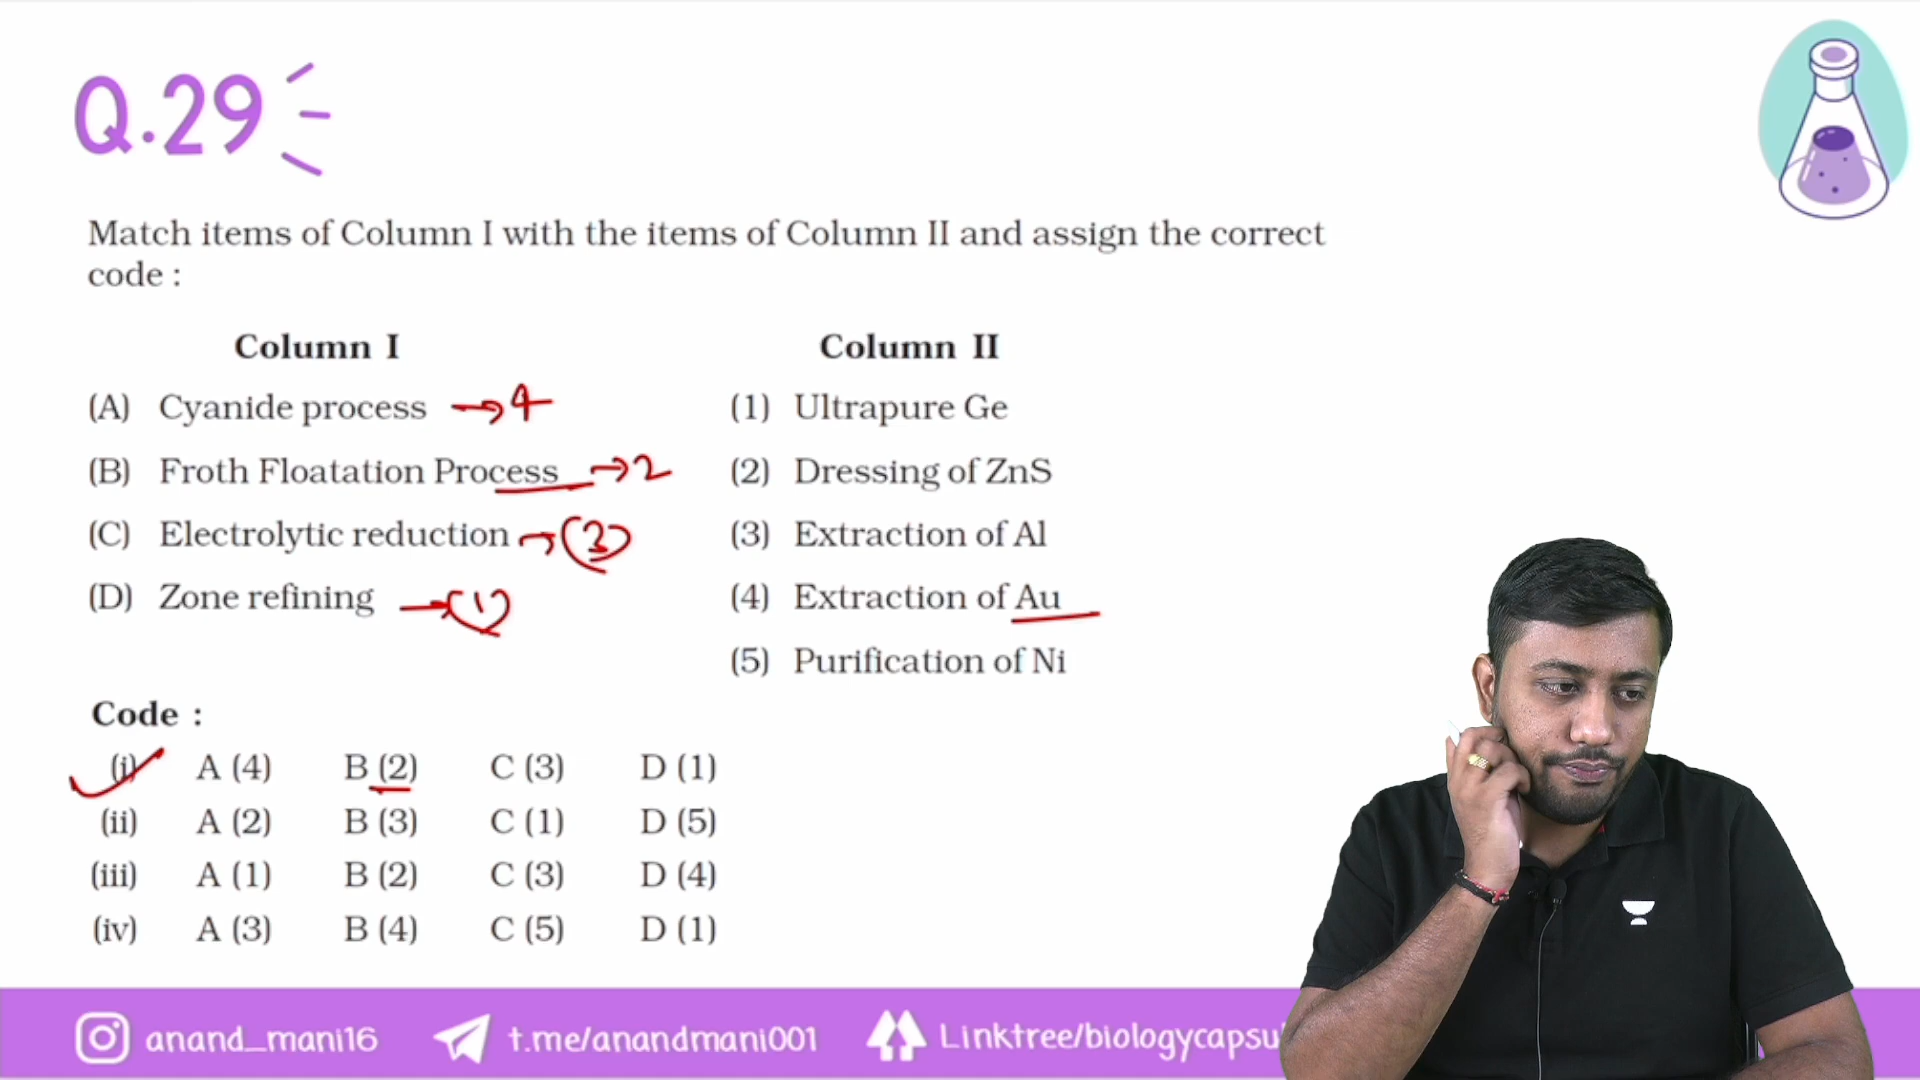 Q.29
Match items of Column I with the items of Column II and assign the correct
code :
Column I Column II
(A) Cyanide process →4 (1) Ultrapure Ge
(B) Froth Floatation Process →2 (2) Dressing of ZnS
(C) Electrolytic reduction →(3) (3) Extraction of Al
(D) Zone refining →(1) (4) Extraction of Au
(5) Purification of Ni
Code :
(i) A (4) B (2) C (3) D (1)
(ii) A (2) B (3) C (1) D (5)
(iii) A (1) B (2) C (3) D (4)
(iv) A (3) B (4) C (5) D (1)
anand_mani16 t.me/anandmani001 Linktree/biologycapsu